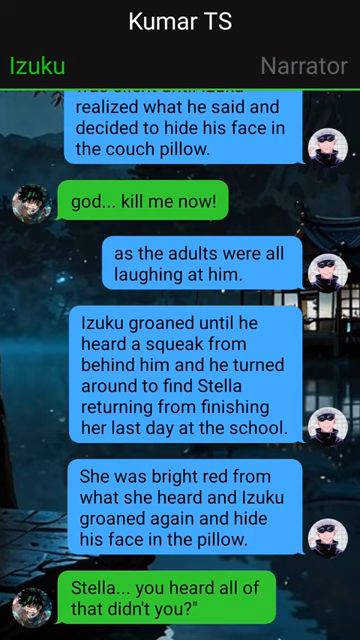 Kumar TS
Izuku Narrator
was silent until Izuku
realized what he said and
decided to hide his face in
the couch pillow.
god... kill me now!
as the adults were all
laughing at him.
Izuku groaned until he
heard a squeak from
behind him and he turned
around to find Stella
returning from finishing
her last day at the school.
She was bright red from
what she heard and Izuku
groaned again and hide
his face in the pillow.
Stella... you heard all of
that didn't you?"